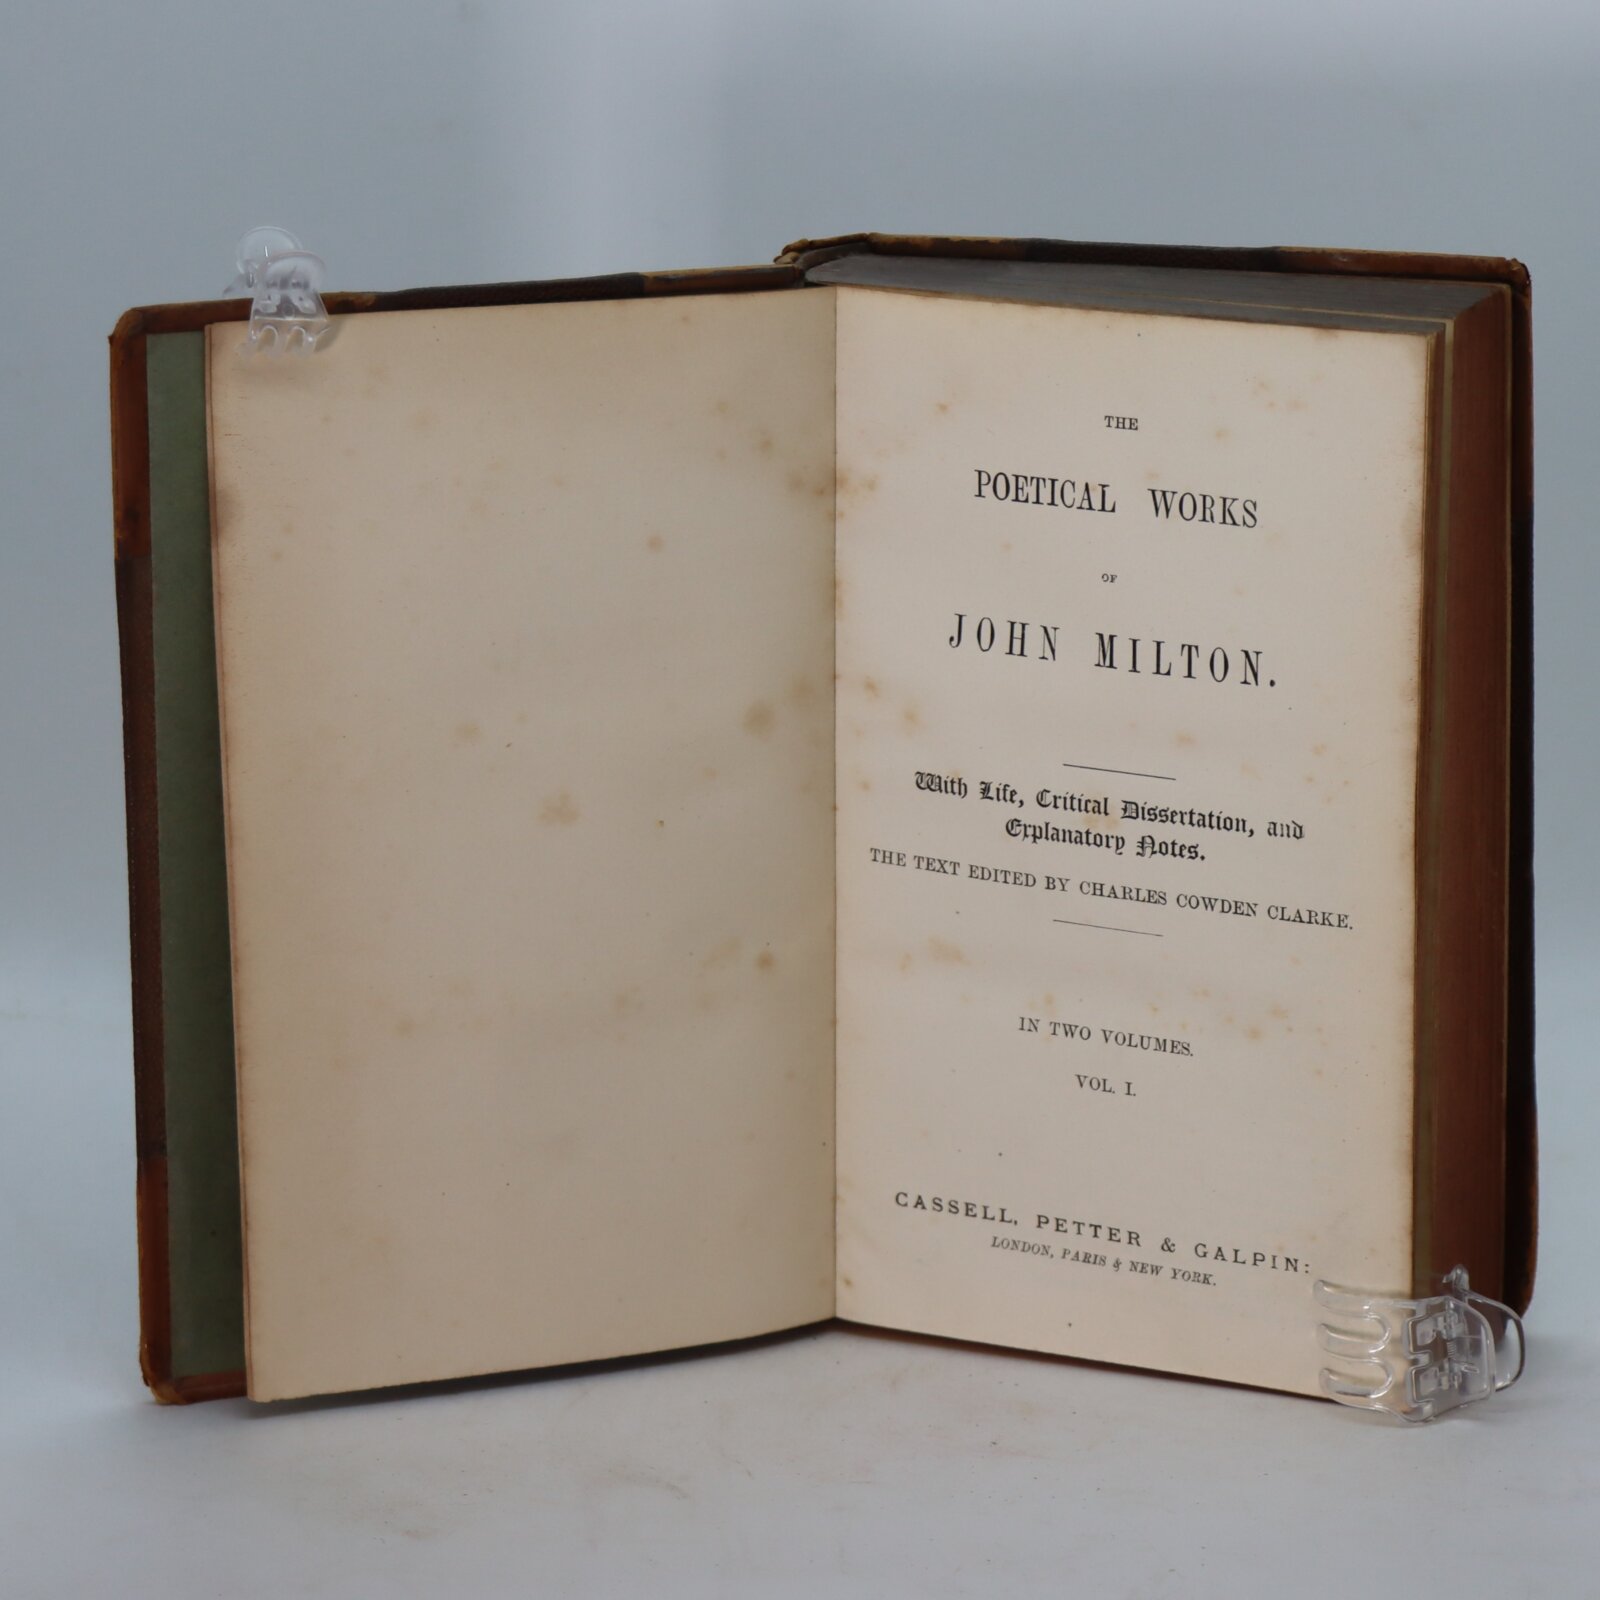 THE
POETICAL WORKS
OF
JOHN MILTON.
With Life, Critical Dissertation, and
Explanatory Notes.
THE TEXT EDITED BY CHARLES COWDEN CLARKE.
IN TWO VOLUMES.
VOL. I.
CASSELL, PETTER & GALPIN:
LONDON, PARIS & NEW YORK.